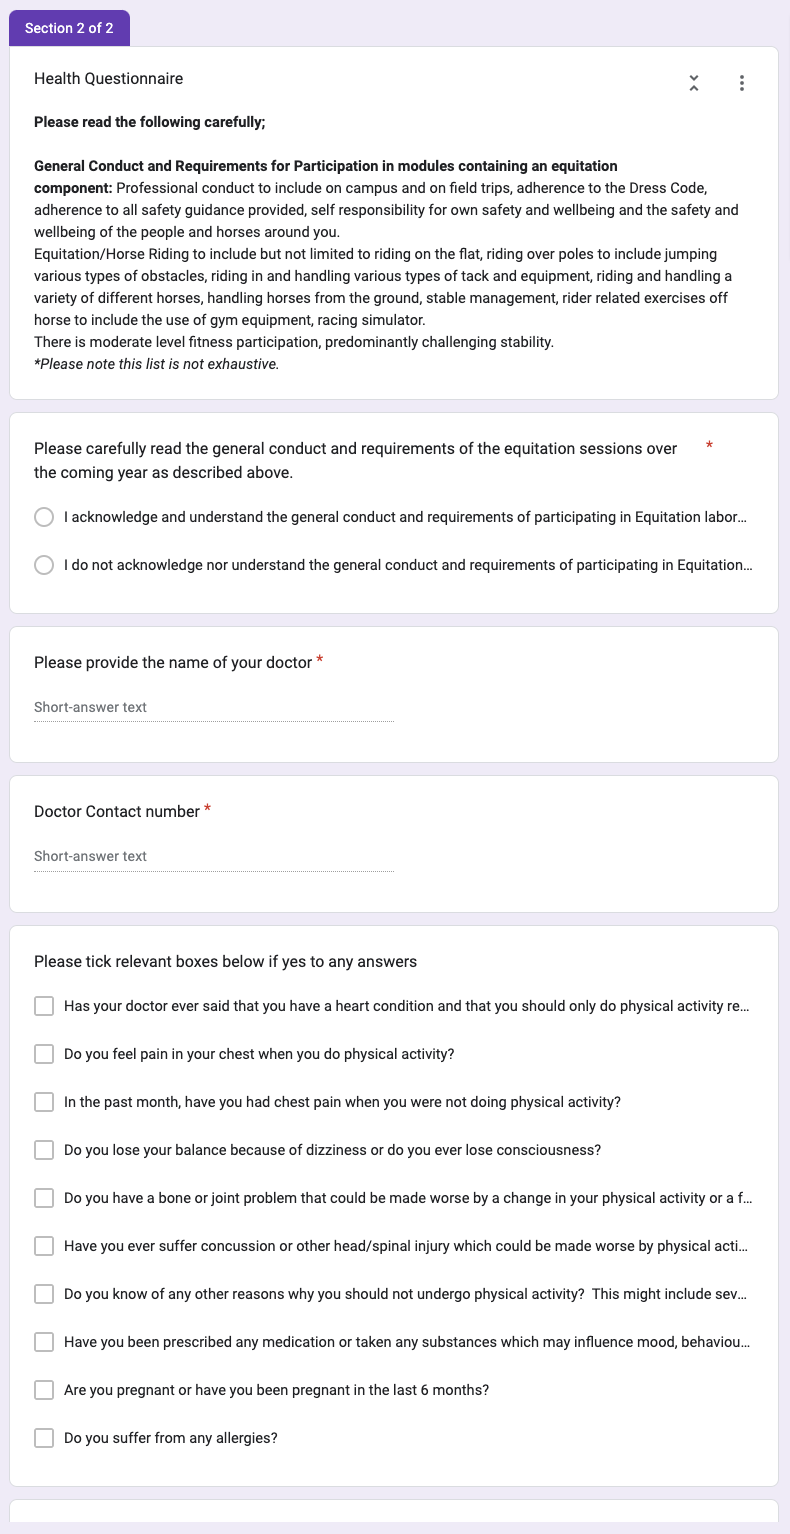 Section 2 of 2
Health Questionnaire
Please read the following carefully;
General Conduct and Requirements for Participation in modules containing an equitation
component: Professional conduct to include on campus and on field trips, adherence to the Dress Code,
adherence to all safety guidance provided, self responsibility for own safety and wellbeing and the safety and
wellbeing of the people and horses around you.
Equitation/Horse Riding to include but not limited to riding on the flat, riding over poles to include jumping
various types of obstacles, riding in and handling various types of tack and equipment, riding and handling a
variety of different horses, handling horses from the ground, stable management, rider related exercises off
horse to include the use of gym equipment, racing simulator.
There is moderate level fitness participation, predominantly challenging stability.
*Please note this list is not exhaustive.
Please carefully read the general conduct and requirements of the equitation sessions over *
the coming year as described above.
I acknowledge and understand the general conduct and requirements of participating in Equitation labor...
I do not acknowledge nor understand the general conduct and requirements of participating in Equitation...
Please provide the name of your doctor *
Short-answer text
Doctor Contact number *
Short-answer text
Please tick relevant boxes below if yes to any answers
Has your doctor ever said that you have a heart condition and that you should only do physical activity re...
Do you feel pain in your chest when you do physical activity?
In the past month, have you had chest pain when you were not doing physical activity?
Do you lose your balance because of dizziness or do you ever lose consciousness?
Do you have a bone or joint problem that could be made worse by a change in your physical activity or a f...
Have you ever suffer concussion or other head/spinal injury which could be made worse by physical acti...
Do you know of any other reasons why you should not undergo physical activity?  This might include sev...
Have you been prescribed any medication or taken any substances which may influence mood, behaviou...
Are you pregnant or have you been pregnant in the last 6 months?
Do you suffer from any allergies?